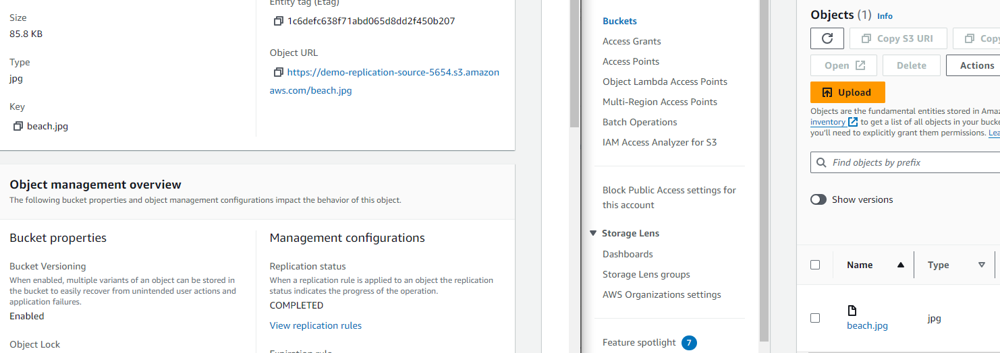 Entity tag (Etag)
Size
85.8 KB
1c6defc638f71abd065d8dd2f450b207
Object URL
https://demo-replication-source-5654.s3.amazon
aws.com/beach.jpg
Type
jpg
Key
beach.jpg
Object management overview
The following bucket properties and object management configurations impact the behavior of this object.
Bucket properties
Bucket Versioning
When enabled, multiple variants of an object can be stored in
the bucket to easily recover from unintended user actions and
application failures.
Enabled
Object Lock
Management configurations
Replication status
When a replication rule is applied to an object the replication
status indicates the progress of the operation.
COMPLETED
View replication rules
Expiration rule
Buckets
Access Grants
Access Points
Object Lambda Access Points
Multi-Region Access Points
Batch Operations
IAM Access Analyzer for S3
Block Public Access settings for
this account
Storage Lens
Dashboards
Storage Lens groups
AWS Organizations settings
Feature spotlight 7
Objects (1) Info
Copy S3 URI
Copy
Open
Delete
Actions
Upload
Objects are the fundamental entities stored in Amaz
inventory to get a list of all objects in your bucke
you'll need to explicitly grant them permissions. Lea
Find objects by prefix
Show versions
Name
Type
beach.jpg
jpg